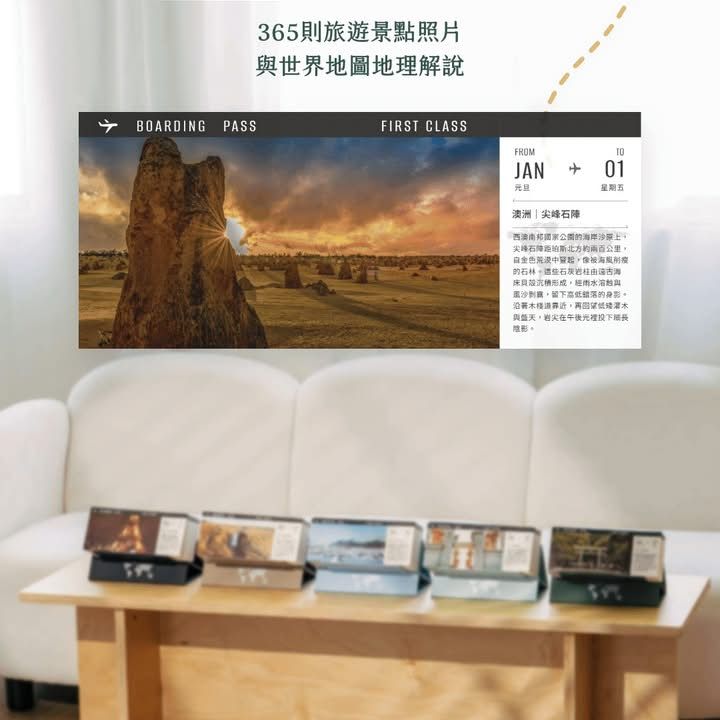 365則旅遊景點照片
與世界地圖地理解說
BOARDING PASS
FIRST CLASS
FROM
TO
JAN
01
元旦
星期五
澳洲｜尖峰石陣
西澳南邦國家公園的海岸沙原上，
尖峰石陣距珀斯北方約兩百公里，
自金色荒漠中豎起，像被海風削瘦
的石林。這些石灰岩柱由遠古海
床貝殼沉積形成，經雨水溶蝕與
風沙刻鑿，留下高低錯落的身影。
沿著木棧道靠近，再回望低矮灌木
與藍天，岩尖在午後光裡投下細長
陰影。